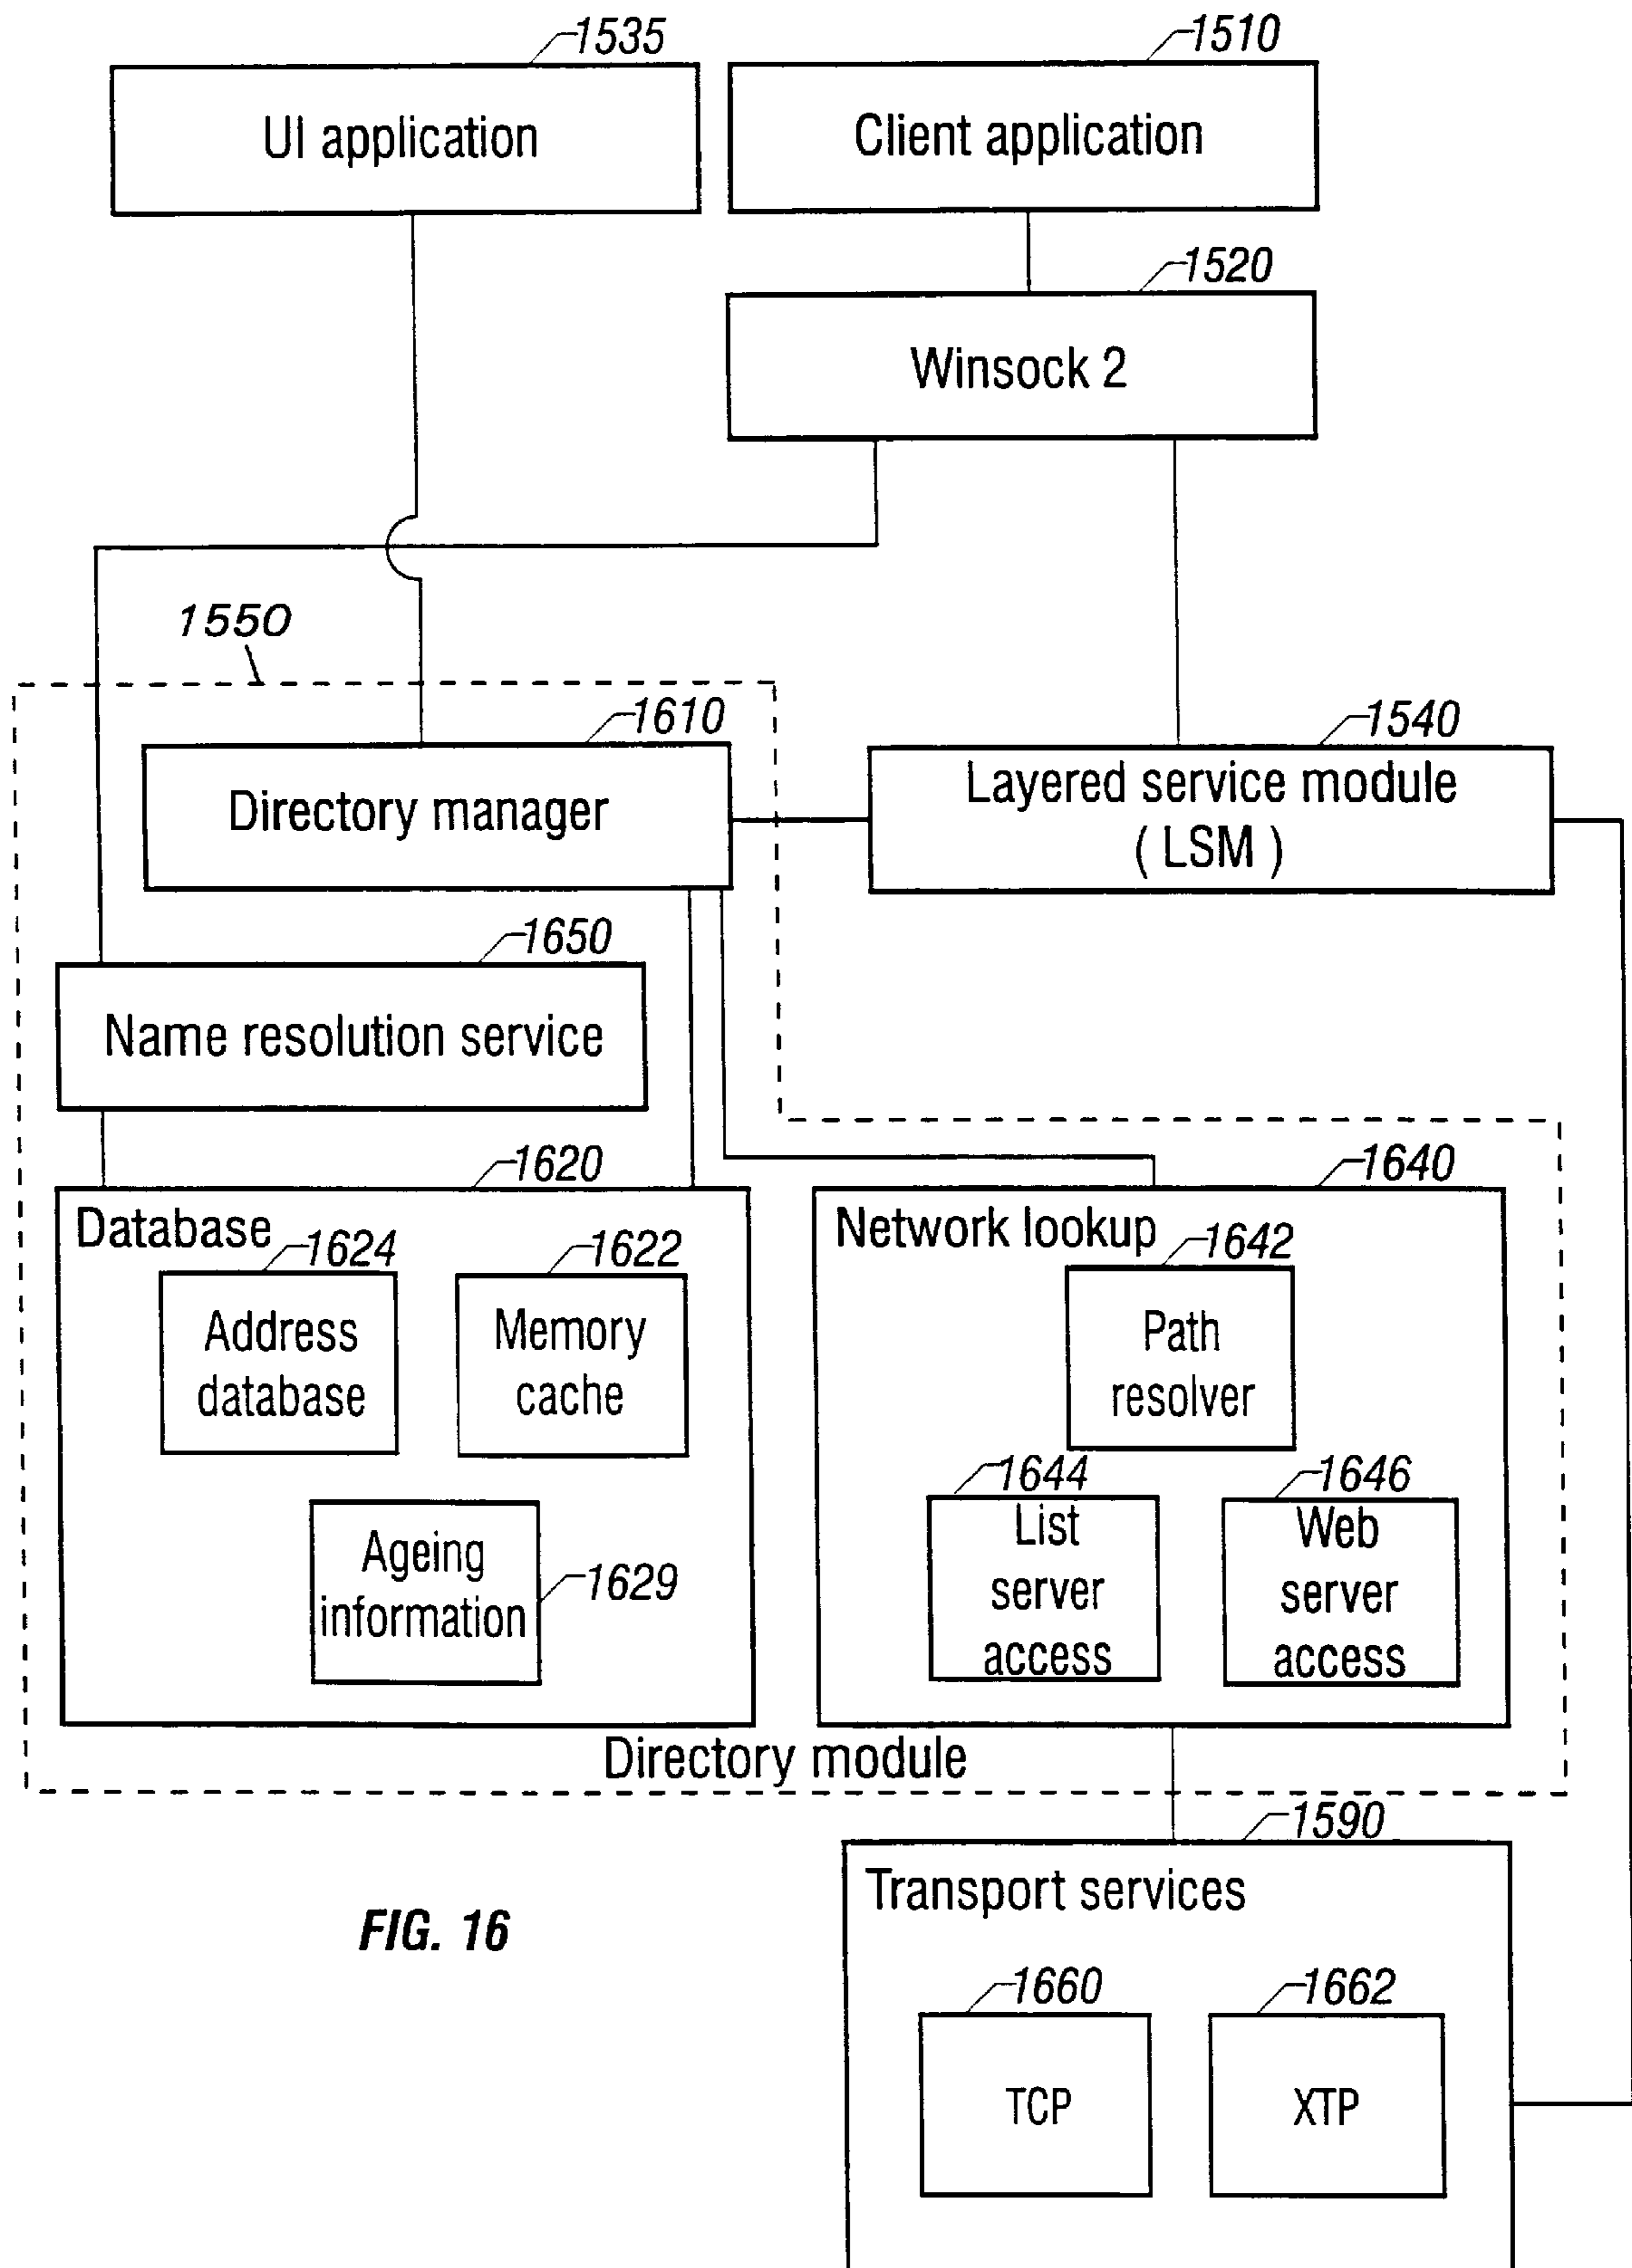 1535
1510
UI application
Client application
1520
Winsock 2
1550
1610
1540
Directory manager
Layered service module
( LSM )
1650
Name resolution service
1620
1640
Database
Network lookup
1624
1622
1642
Address
database
Memory
cache
Path
resolver
1644
1646
List
server
access
Web
server
access
Ageing
information
1629
Directory module
1590
Transport services
FIG. 16
1660
1662
TCP
XTP